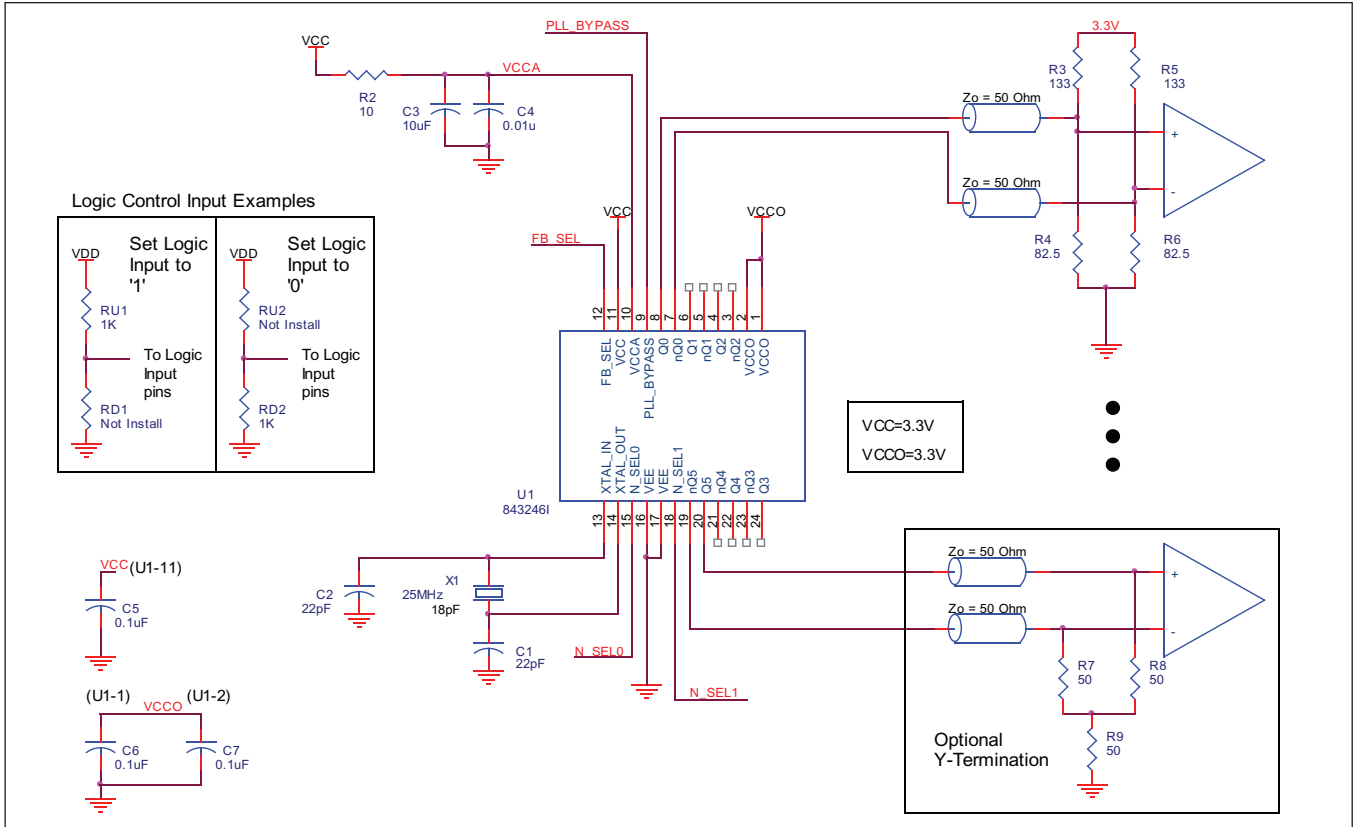 PLL_BYPASS
VCC
VCCA
R2
10
C3
10uF
C4
0.01u
3.3V
R3
133
R5
133
Zo = 50 Ohm
+
Zo = 50 Ohm
-
R4
82.5
R6
82.5
Logic Control Input Examples
VDD
Set Logic
Input to
'1'
RU1
1K
To Logic
Input
pins
RD1
Not Install
VDD
Set Logic
Input to
'0'
RU2
Not Install
To Logic
Input
pins
RD2
1K
VCC
VCCO
FB_SEL
12
11
10
9
8
7
6
5
4
3
2
1
FB_SEL
VCC
VCCA
PLL_BYPASS
Q0
nQ0
Q1
nQ1
Q2
nQ2
VCCO
VCCO
XTAL_IN
XTAL_OUT
N_SEL0
VEE
VEE
N_SEL1
nQ5
Q5
nQ4
Q4
nQ3
Q3
U1
843246I
13
14
15
16
17
18
19
20
21
22
23
24
VCC=3.3V
VCCO=3.3V
C2
22pF
X1
25MHz
18pF
C1
22pF
N_SEL0
N_SEL1
VCC
(U1-11)
C5
0.1uF
(U1-1)
VCCO
(U1-2)
C6
0.1uF
C7
0.1uF
Zo = 50 Ohm
+
Zo = 50 Ohm
-
R7
50
R8
50
R9
50
Optional
Y-Termination